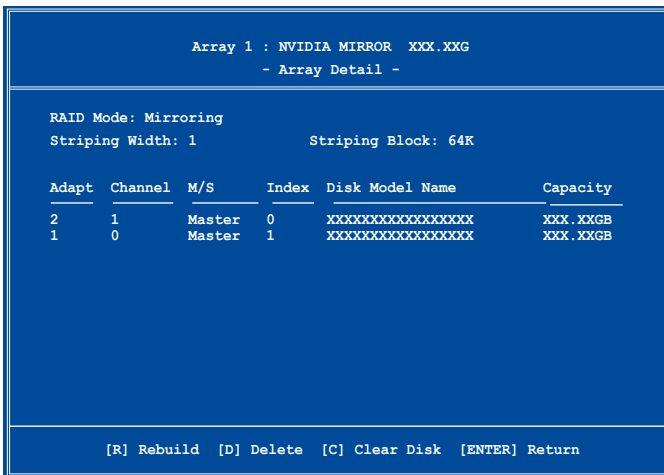 Array 1 : NVIDIA MIRROR XXX.XXG
- Array Detail -
RAID Mode: Mirroring
Striping Width: 1 Striping Block: 64K
Adapt Channel M/S Index Disk Model Name Capacity
2 1 Master 0 XXXXXXXXXXXXXXXXX XXX.XXGB
1 0 Master 1 XXXXXXXXXXXXXXXXX XXX.XXGB
[R] Rebuild [D] Delete [C] Clear Disk [ENTER] Return